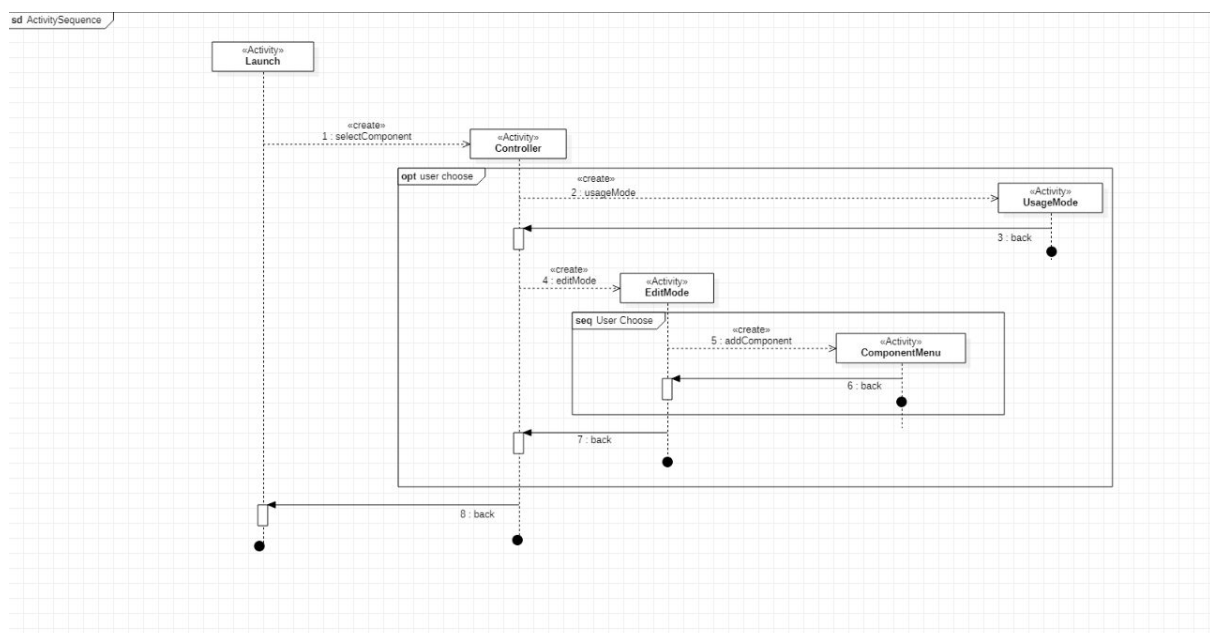 sd ActivitySequence
«Activity»
Launch
«create»
1 : selectComponent
«Activity»
Controller
opt user choose
«create»
2 : usageMode
«Activity»
UsageMode
3 : back
«create»
4 : editMode
«Activity»
EditMode
seq User Choose
«create»
5 : addComponent
«Activity»
ComponentMenu
6 : back
7 : back
8 : back